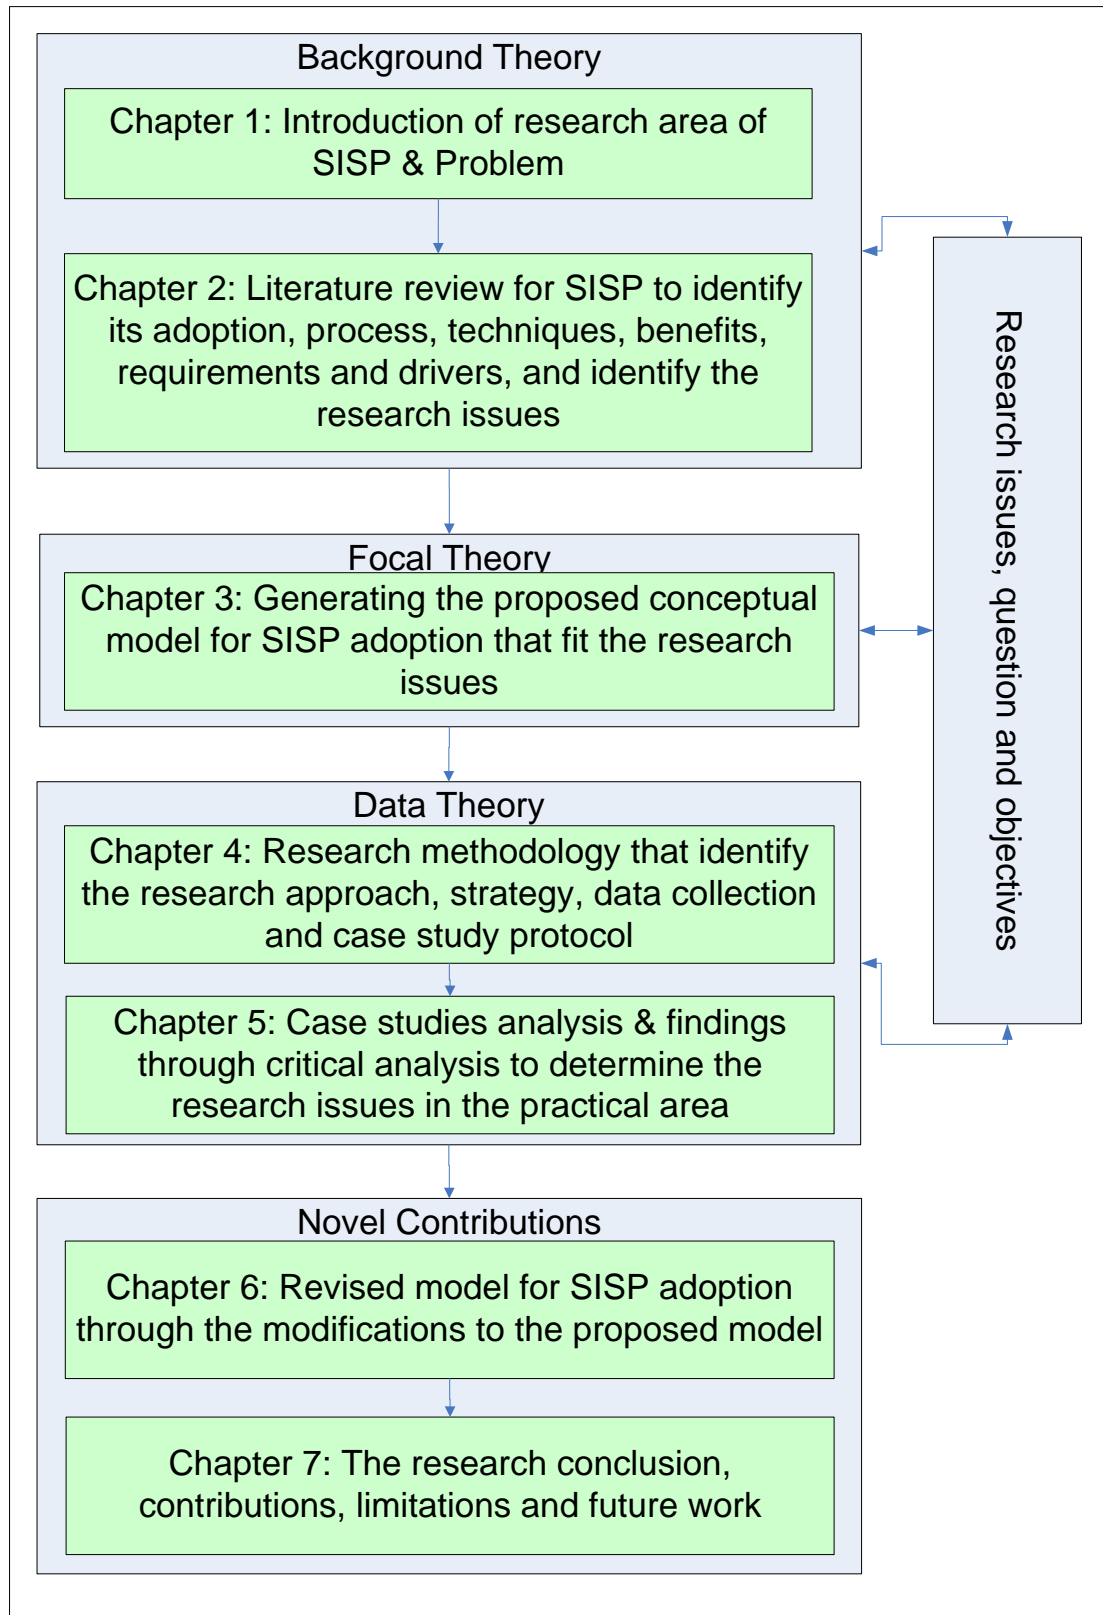 Background Theory
Chapter 1: Introduction of research area of
SISP & Problem
Chapter 2: Literature review for SISP to identify
its adoption, process, techniques, benefits,
requirements and drivers, and identify the
research issues
Research issues, question and objectives
Focal Theory
Chapter 3: Generating the proposed conceptual
model for SISP adoption that fit the research
issues
Data Theory
Chapter 4: Research methodology that identify
the research approach, strategy, data collection
and case study protocol
Chapter 5: Case studies analysis & findings
through critical analysis to determine the
research issues in the practical area
Novel Contributions
Chapter 6: Revised model for SISP adoption
through the modifications to the proposed model
Chapter 7: The research conclusion,
contributions, limitations and future work